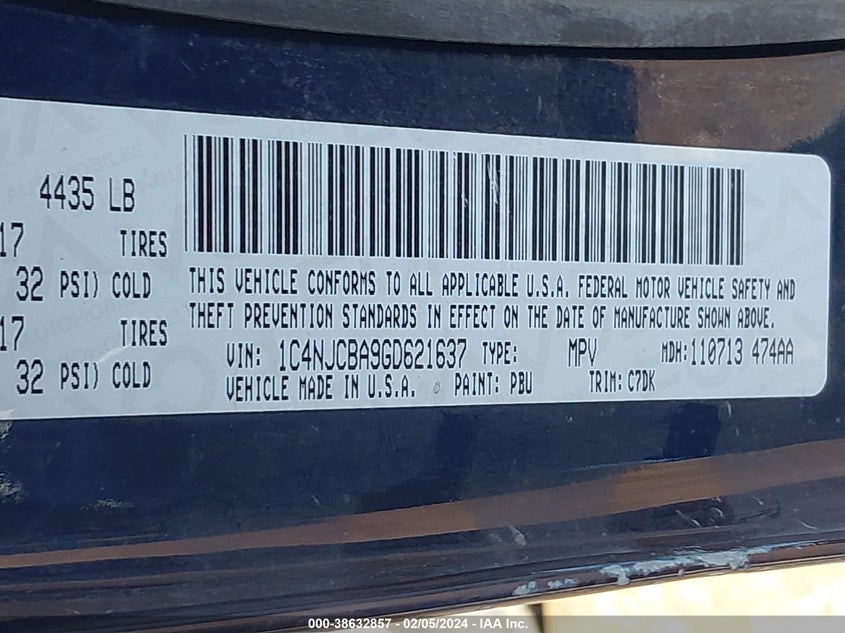 4435 LB
17 TIRES
32 PSI) COLD
17 TIRES
32 PSI) COLD
THIS VEHICLE CONFORMS TO ALL APPLICABLE U.S.A. FEDERAL MOTOR VEHICLE SAFETY AND
THEFT PREVENTION STANDARDS IN EFFECT ON THE DATE OF MANUFACTURE SHOWN ABOVE.
VIN: 1C4NJCBA9GD621637 TYPE: MPV MDH: 110713 474AA
VEHICLE MADE IN U.S.A. PAINT: PBU TRIM: C7DK
000-38632857 - 02/05/2024 - IAA Inc.